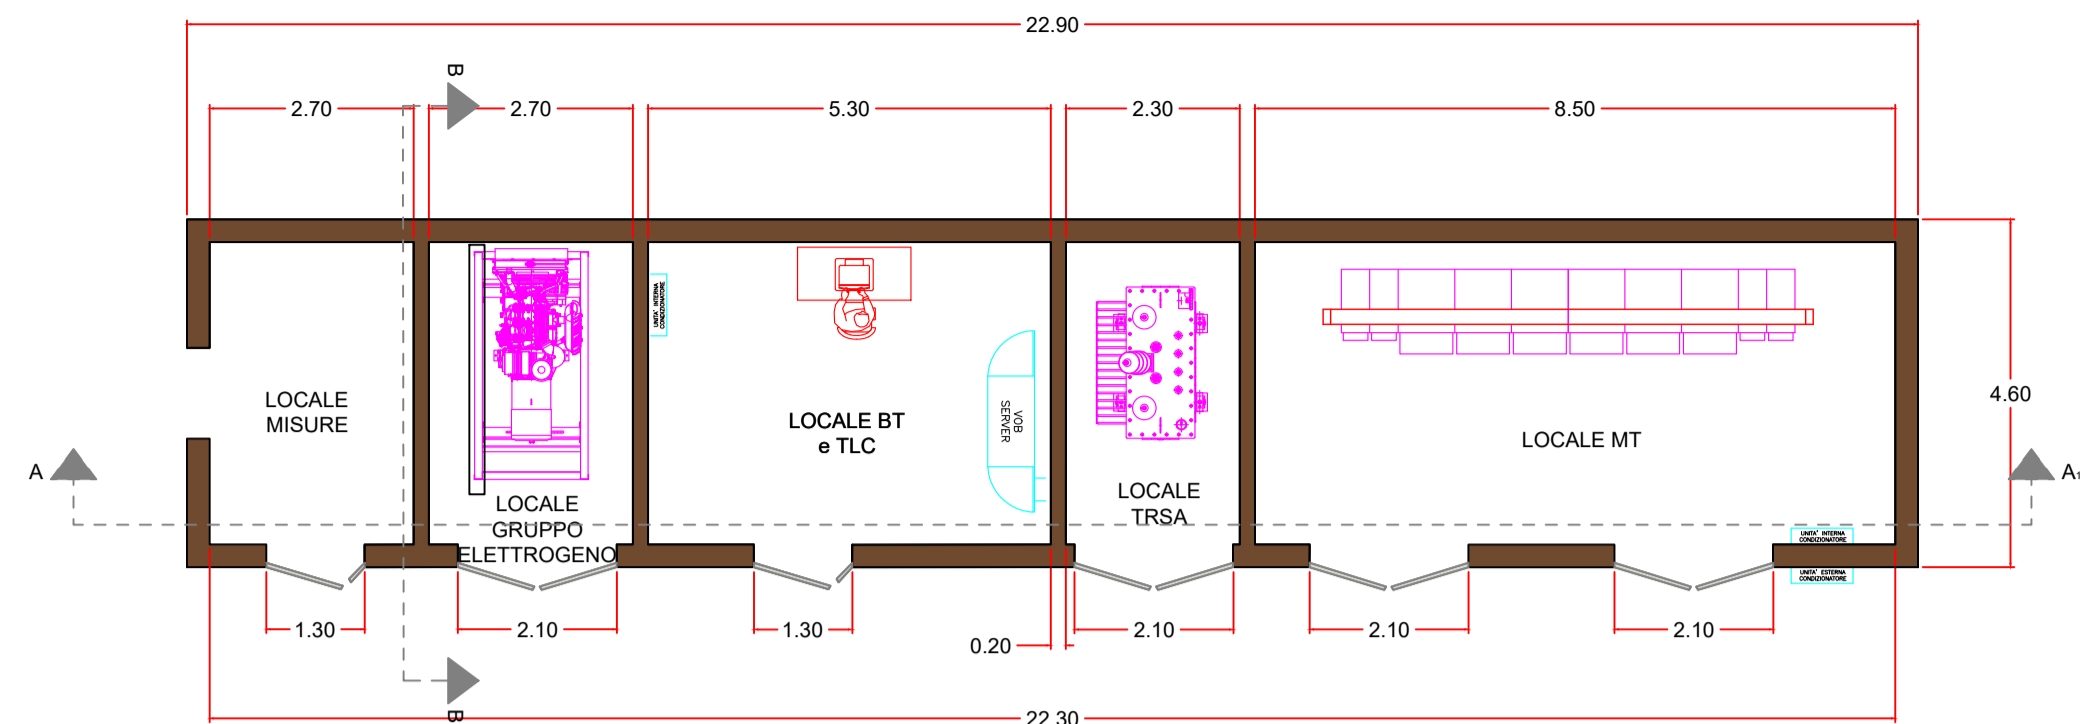 22.90
B
2.70
2.70
5.30
2.30
8.50
UNITA' INTERNA
CONDIZIONATORE
LOCALE
MISURE
LOCALE BT
e TLC
VOB
SERVER
LOCALE MT
4.60
A
A1
LOCALE
GRUPPO
ELETTROGENO
LOCALE
TRSA
UNITA' INTERNA
CONDIZIONATORE
UNITA' ESTERNA
CONDIZIONATORE
1.30
2.10
1.30
0.20
2.10
2.10
2.10
B
22.30